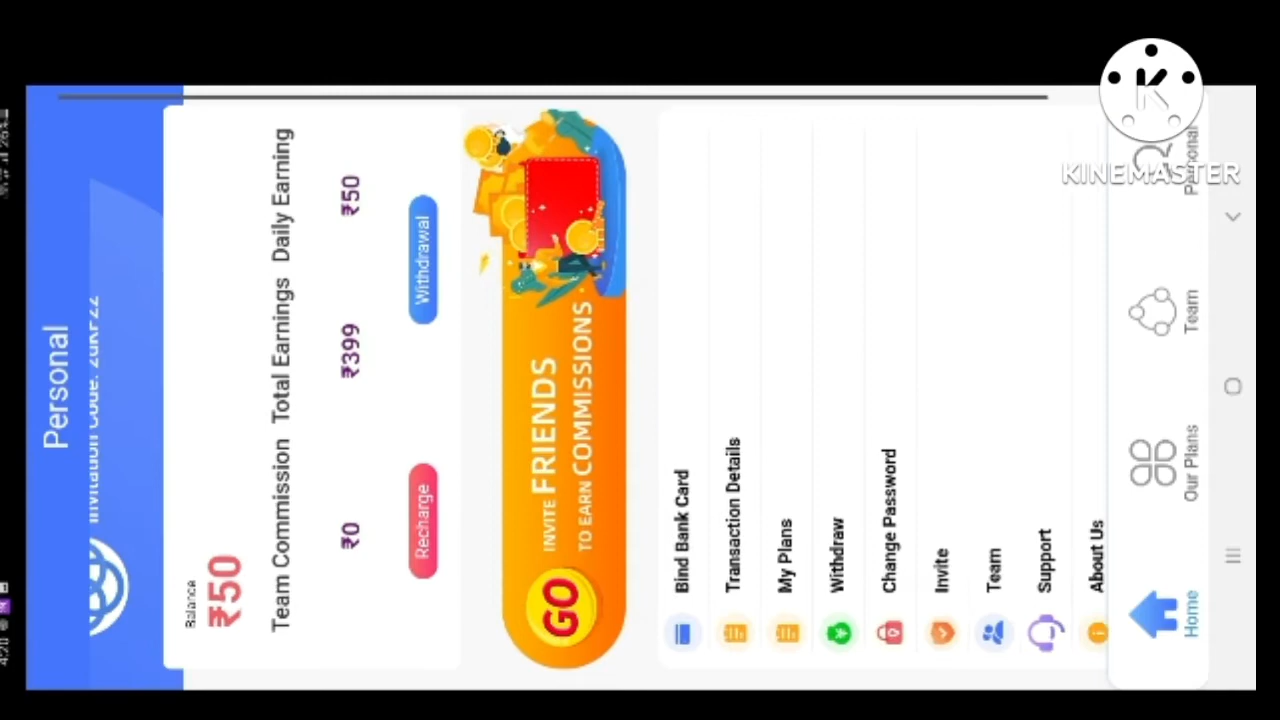 Personal
Balance
₹50
Team Commission Total Earnings Daily Earning
₹0 ₹399 ₹50
Recharge Withdrawal
GO
INVITE FRIENDS
TO EARN COMMISSIONS
Bind Bank Card
Transaction Details
My Plans
Withdraw
Change Password
Invite
Team
Support
About Us
Home Our Plans Team
KINEMASTER